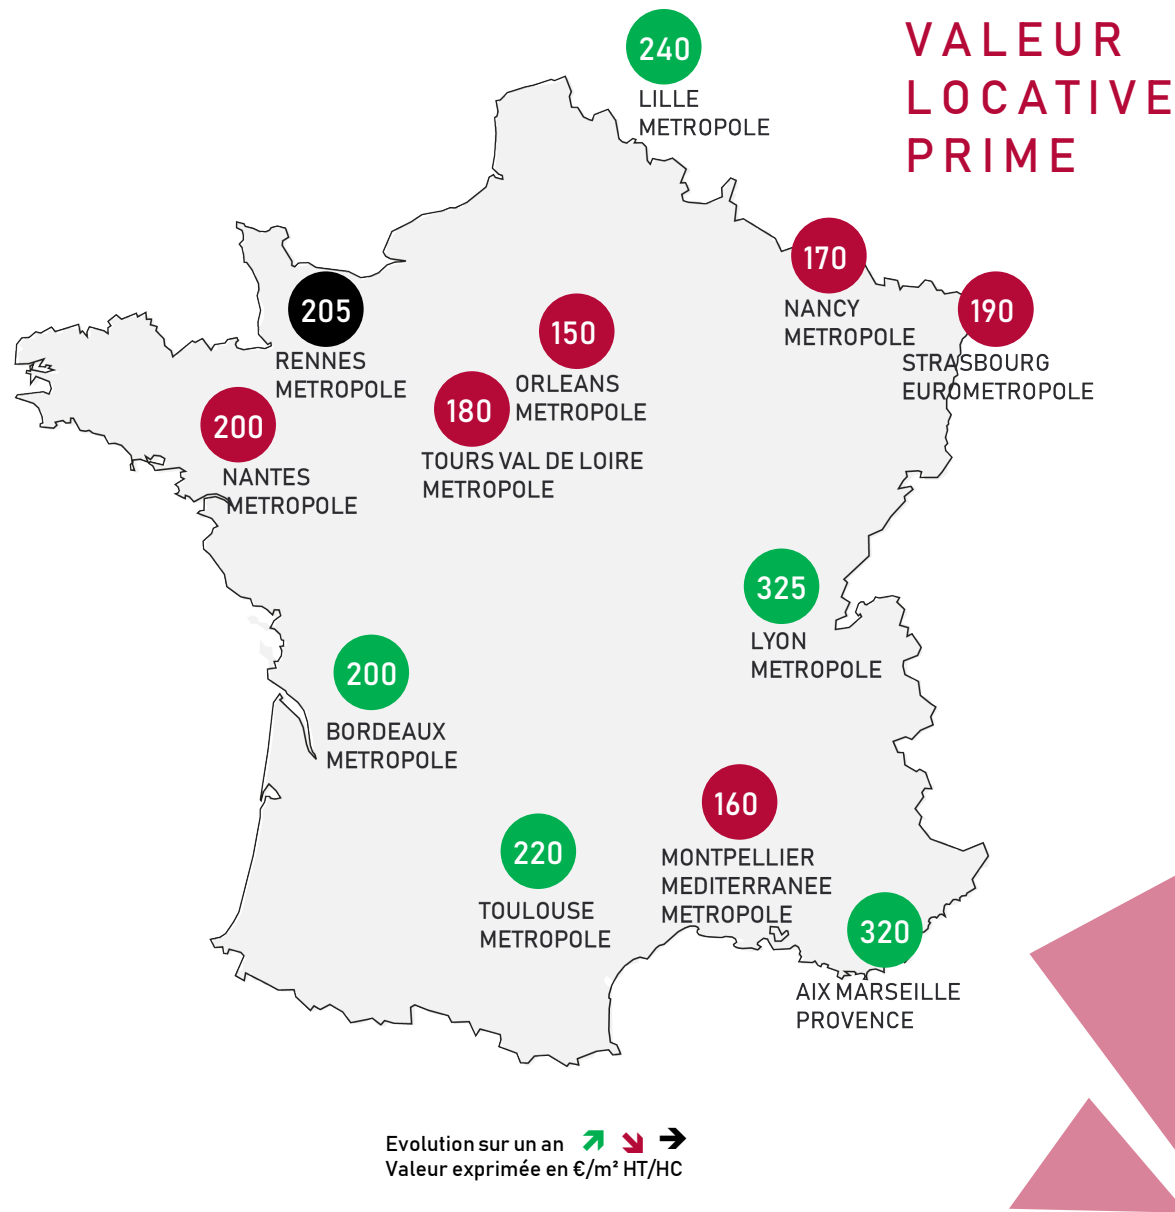 VALEUR
LOCATIVE
PRIME
240
LILLE
METROPOLE
170
NANCY
METROPOLE
190
STRASBOURG
EUROMETROPOLE
205
RENNES
METROPOLE
150
ORLEANS
METROPOLE
180
TOURS VAL DE LOIRE
METROPOLE
200
NANTES
METROPOLE
325
LYON
METROPOLE
200
BORDEAUX
METROPOLE
160
MONTPELLIER
MEDITERRANEE
METROPOLE
220
TOULOUSE
METROPOLE
320
AIX MARSEILLE
PROVENCE
Evolution sur un an
Valeur exprimée en €/m² HT/HC